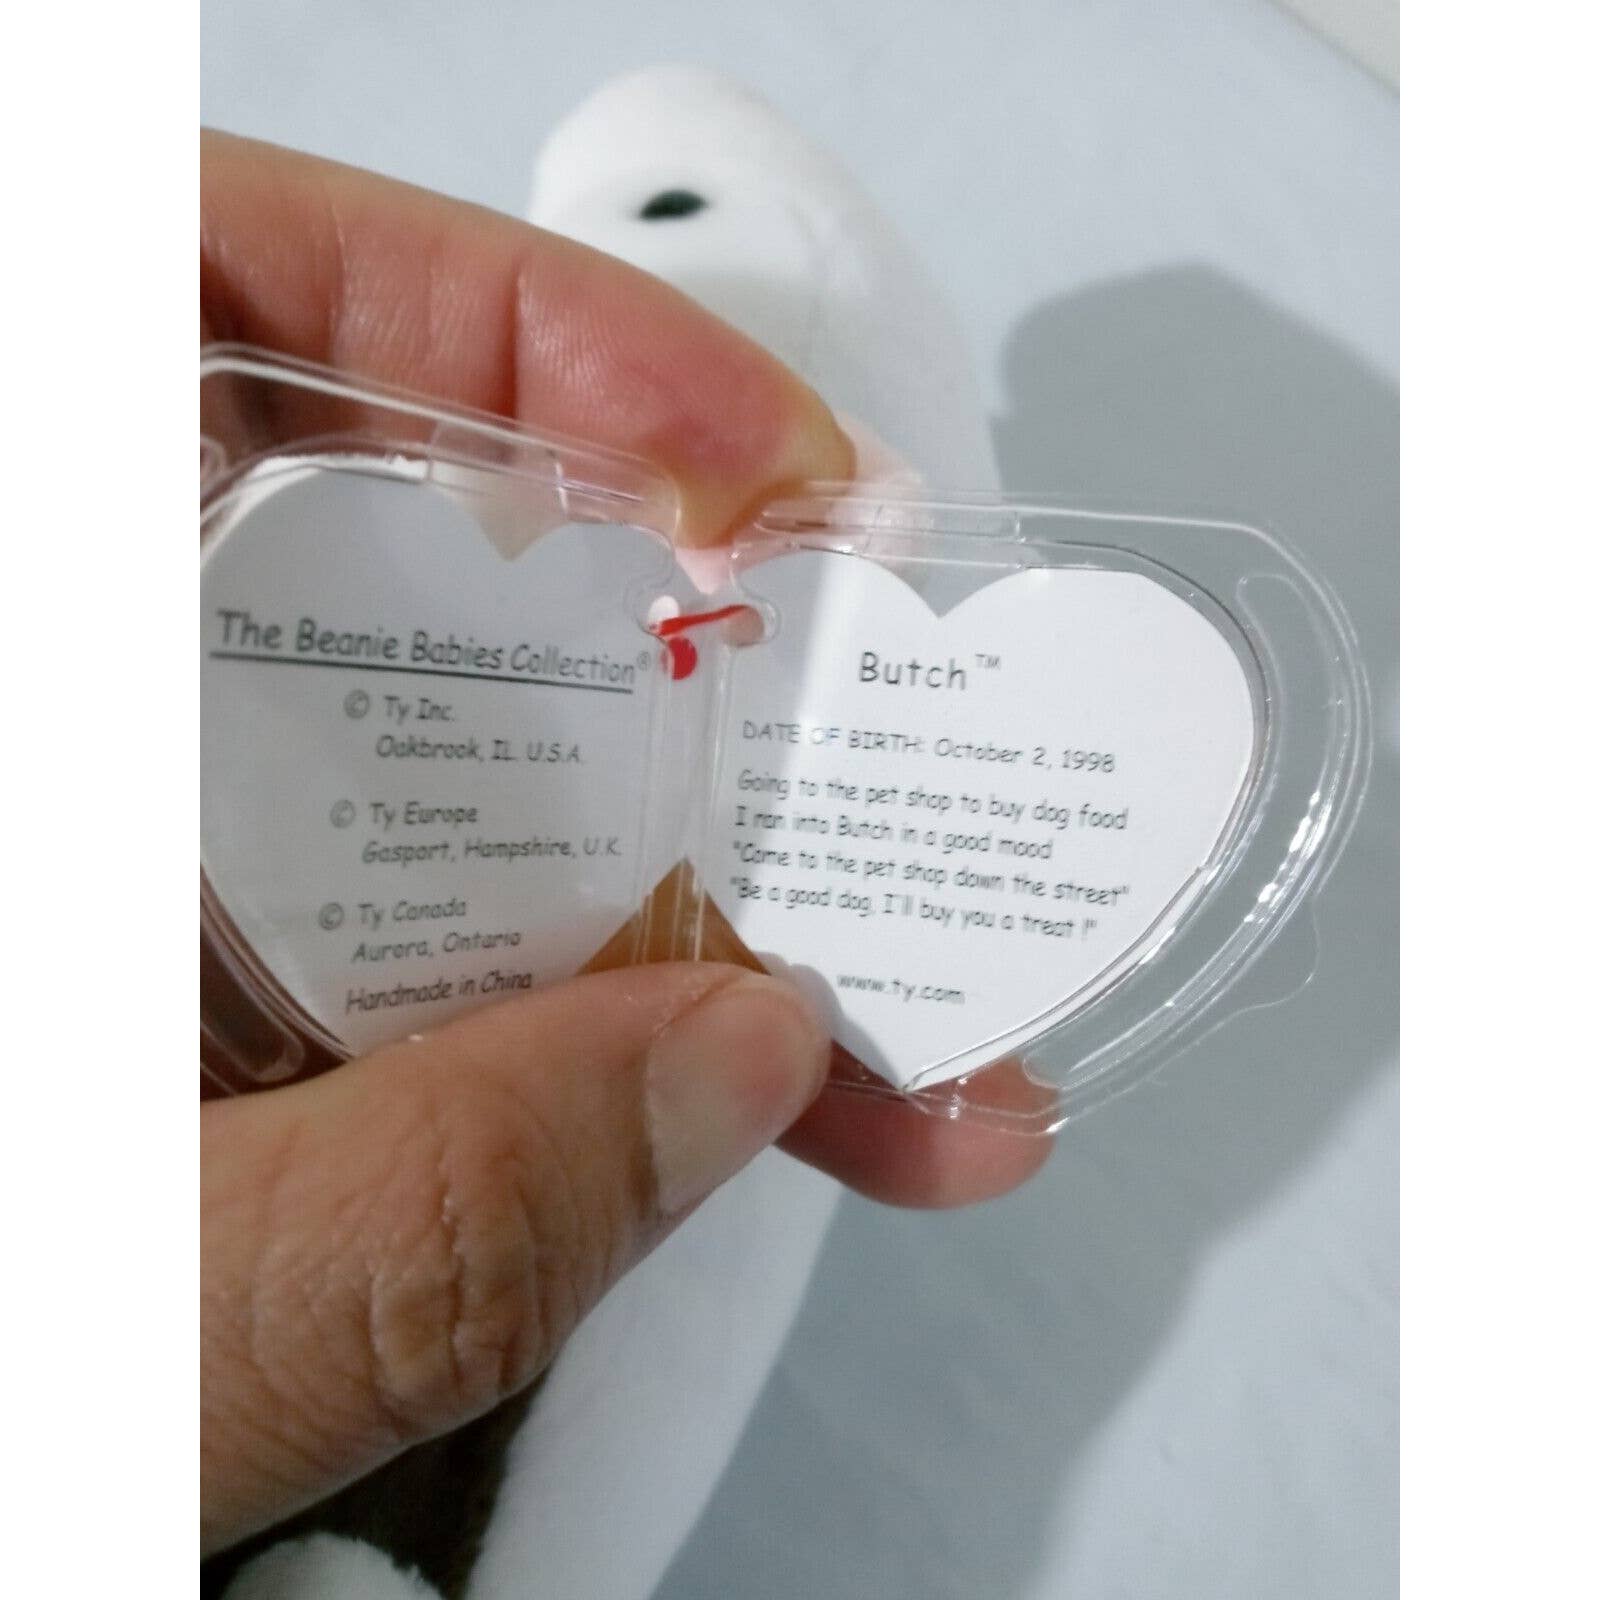 The Beanie Babies Collection®
© Ty Inc.
Oakbrook, IL. U.S.A.
© Ty Europe
Gasport, Hampshire, U.K.
© Ty Canada
Aurora, Ontario
Handmade in China
Butch™
DATE OF BIRTH: October 2, 1998
Going to the pet shop to buy dog food
I ran into Butch in a good mood
"Come to the pet shop down the street"
"Be a good dog, I'll buy you a treat !"
www.ty.com